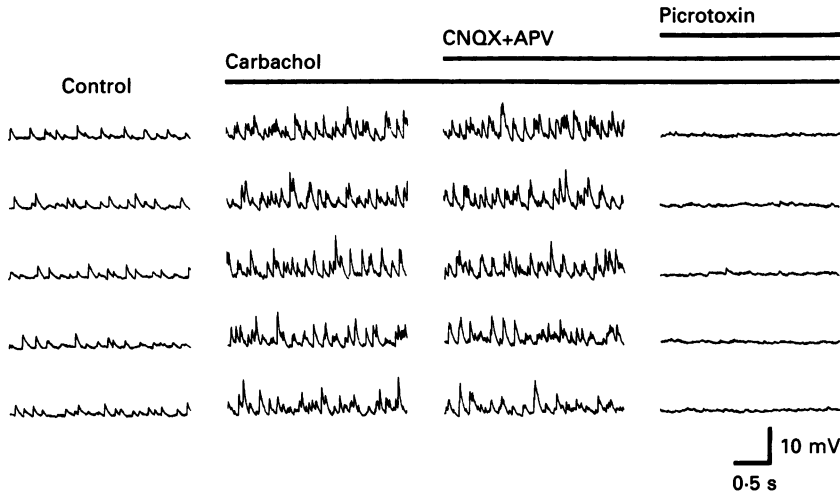 Picrotoxin
CNQX+APV
Carbachol
Control
10 mV
0·5 s